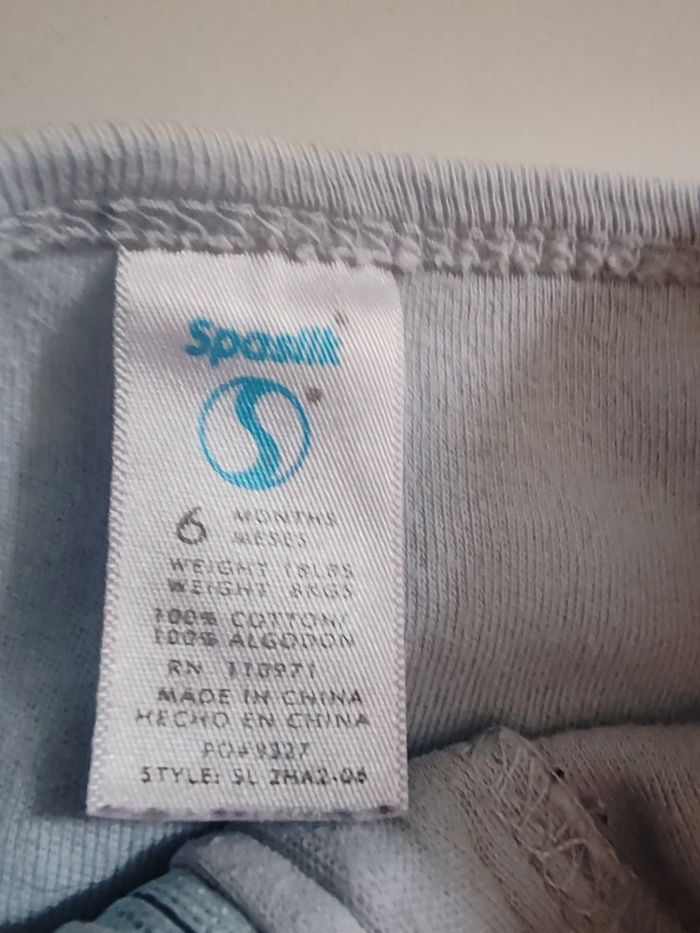 Spasilk
6 MONTHS
MESES
WEIGHT 18LBS
WEIGHT 8KGS
100% COTTON/
100% ALGODON
RN 118971
MADE IN CHINA
HECHO EN CHINA
PO#9327
STYLE: SL 2HA2-06